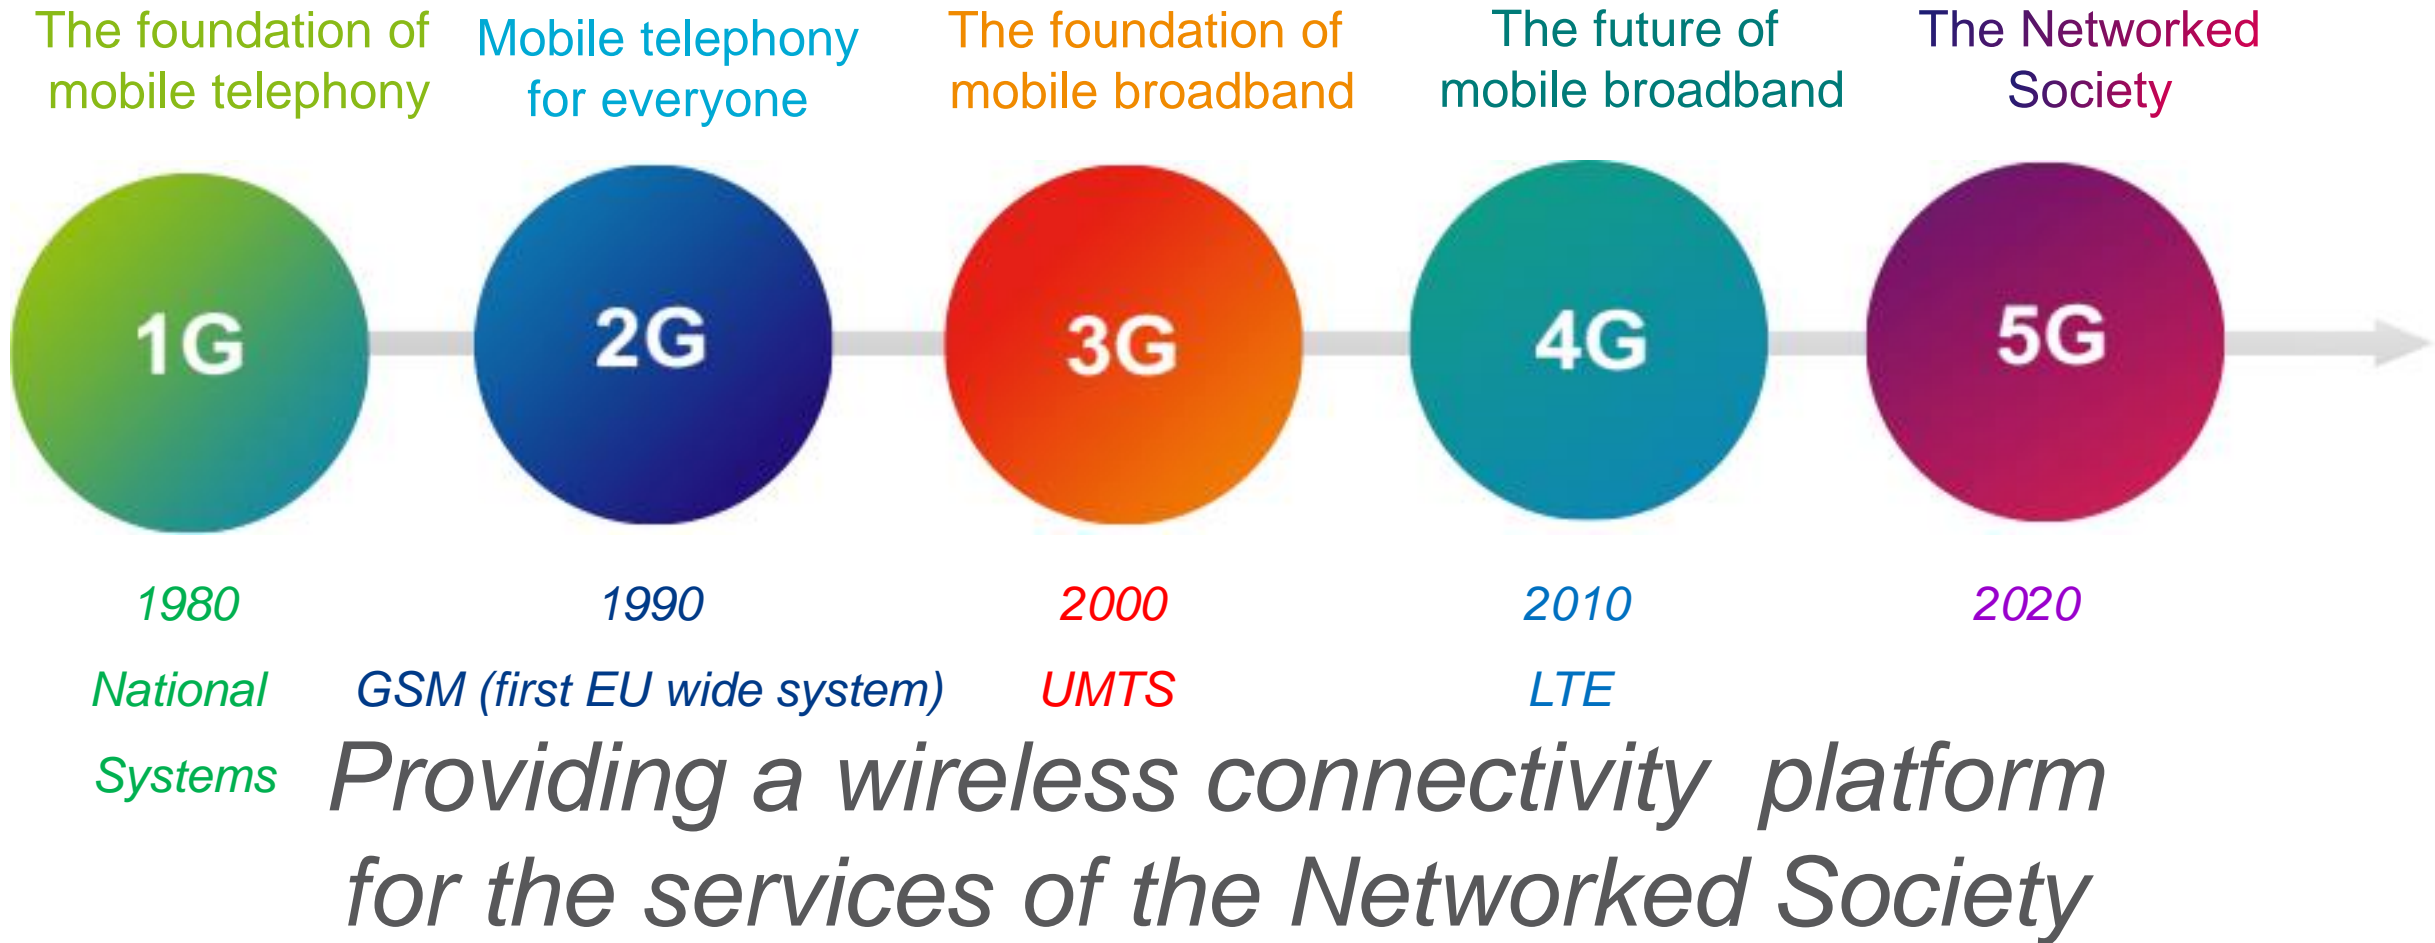 The foundation of
mobile telephony
Mobile telephony
for everyone
The foundation of
mobile broadband
The future of
mobile broadband
The Networked
Society
1G
2G
3G
4G
5G
1980
1990
2000
2010
2020
National
Systems
GSM (first EU wide system)
UMTS
LTE
Providing a wireless connectivity platform
for the services of the Networked Society